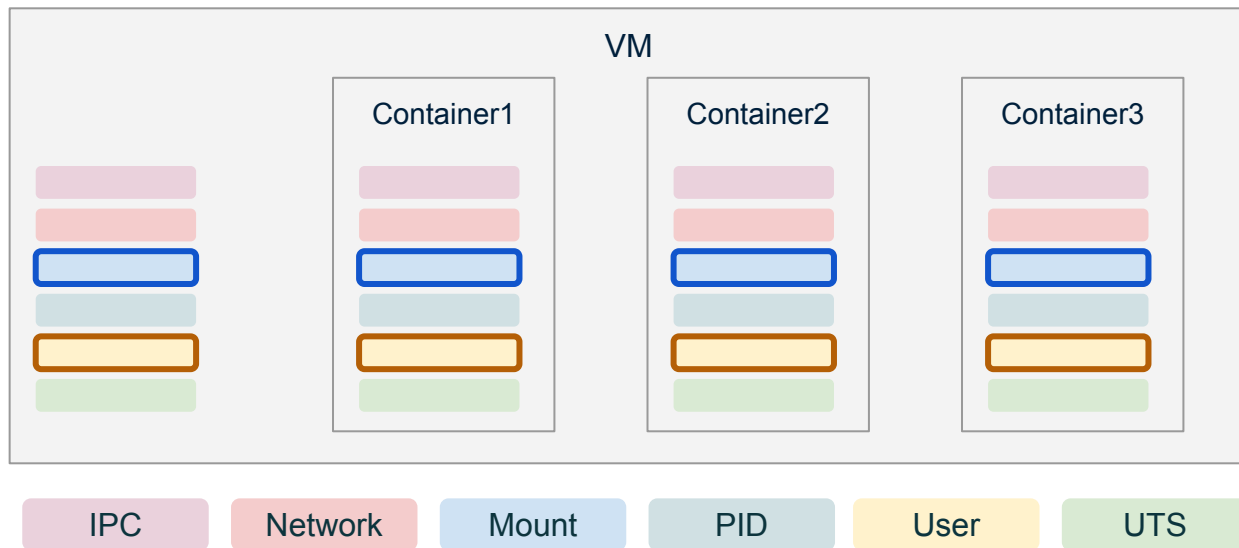 VM
Container1
Container2
Container3
IPC
Network
Mount
PID
User
UTS